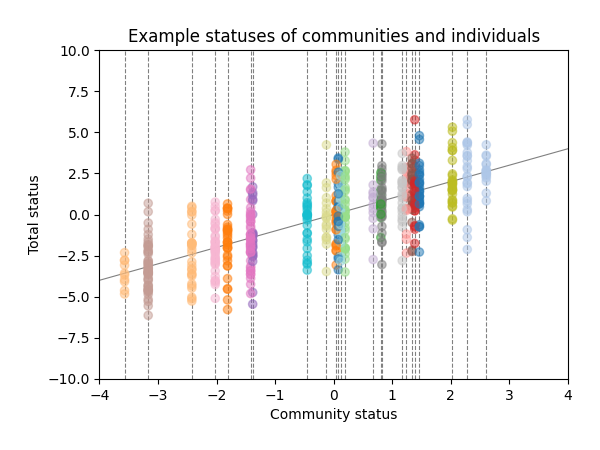 Example statuses of communities and individuals
10.0
7.5
5.0
2.5
0.0
−2.5
−5.0
−7.5
−10.0
Total status
−4 −3 −2 −1 0 1 2 3 4
Community status